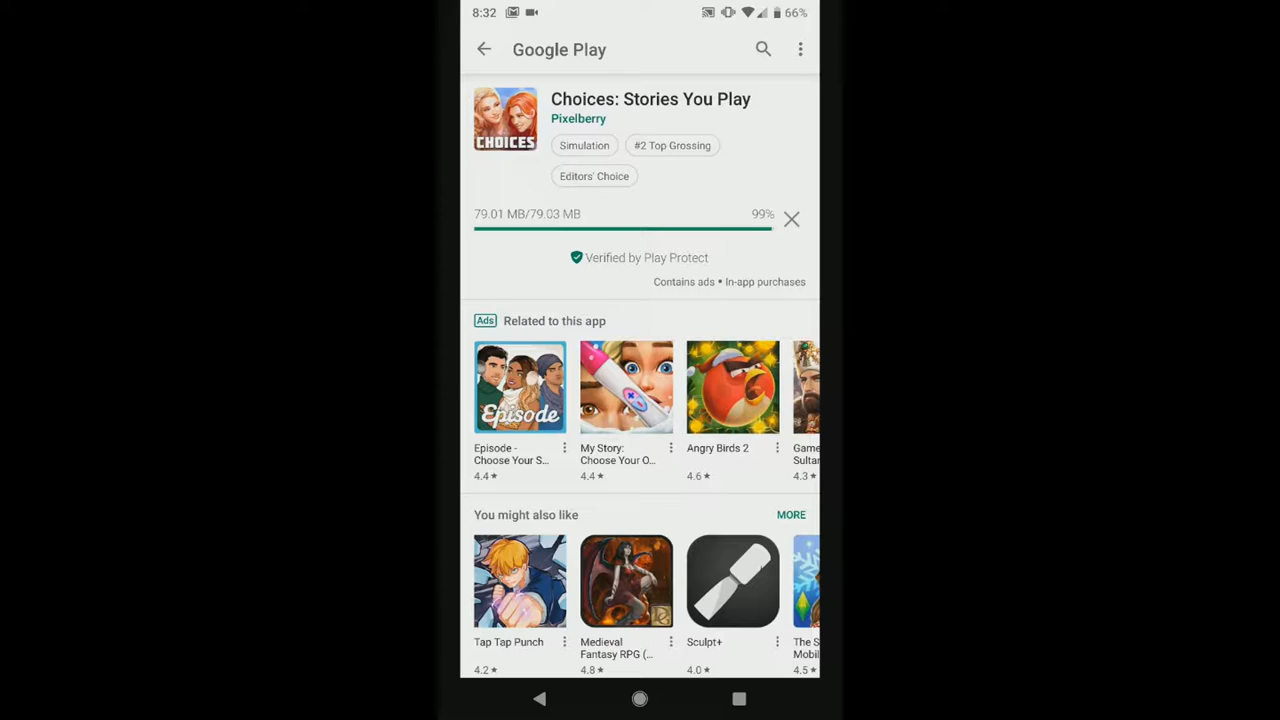 8:32
66%
Google Play
Choices: Stories You Play
Pixelberry
CHOICES
Simulation
#2 Top Grossing
Editors' Choice
79.01 MB/79.03 MB
99%
Verified by Play Protect
Contains ads • In-app purchases
Ads
Related to this app
Episode
Episode -
Choose Your S...
4.4★
My Story:
Choose Your O...
4.4★
Angry Birds 2
4.6★
Game
Sultan
4.3★
You might also like
MORE
Tap Tap Punch
4.2★
Medieval
Fantasy RPG (...
4.8★
Sculpt+
4.0★
The S
Mobil
4.5★